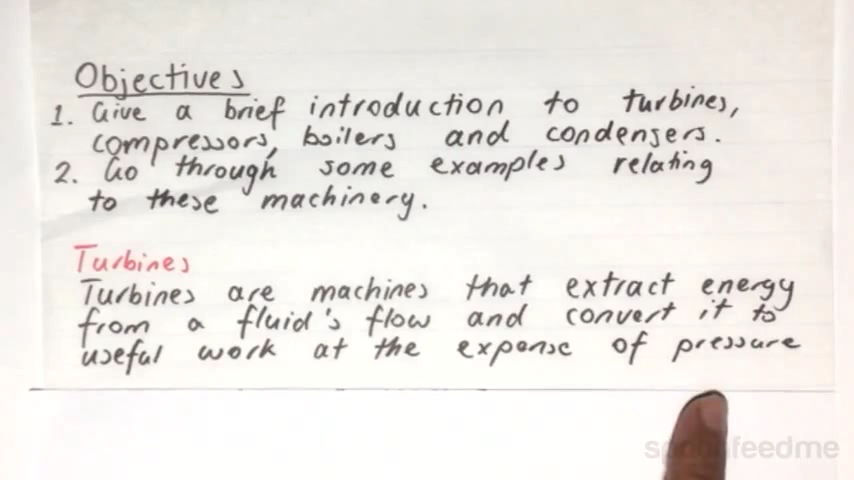 Objectives
1. Give a brief introduction to turbines,
compressors, boilers and condensers.
2. Go through some examples relating
to these machinery.
Turbines
Turbines are machines that extract energy
from a fluid's flow and convert it to
useful work at the expense of pressure
spoonfeedme